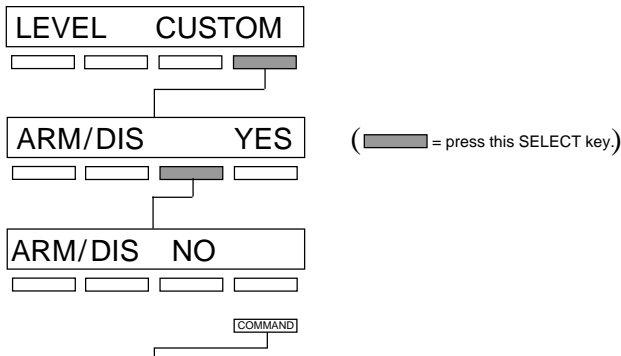 LEVEL CUSTOM
ARM/DIS YES
( = press this SELECT key.)
ARM/DIS NO
COMMAND